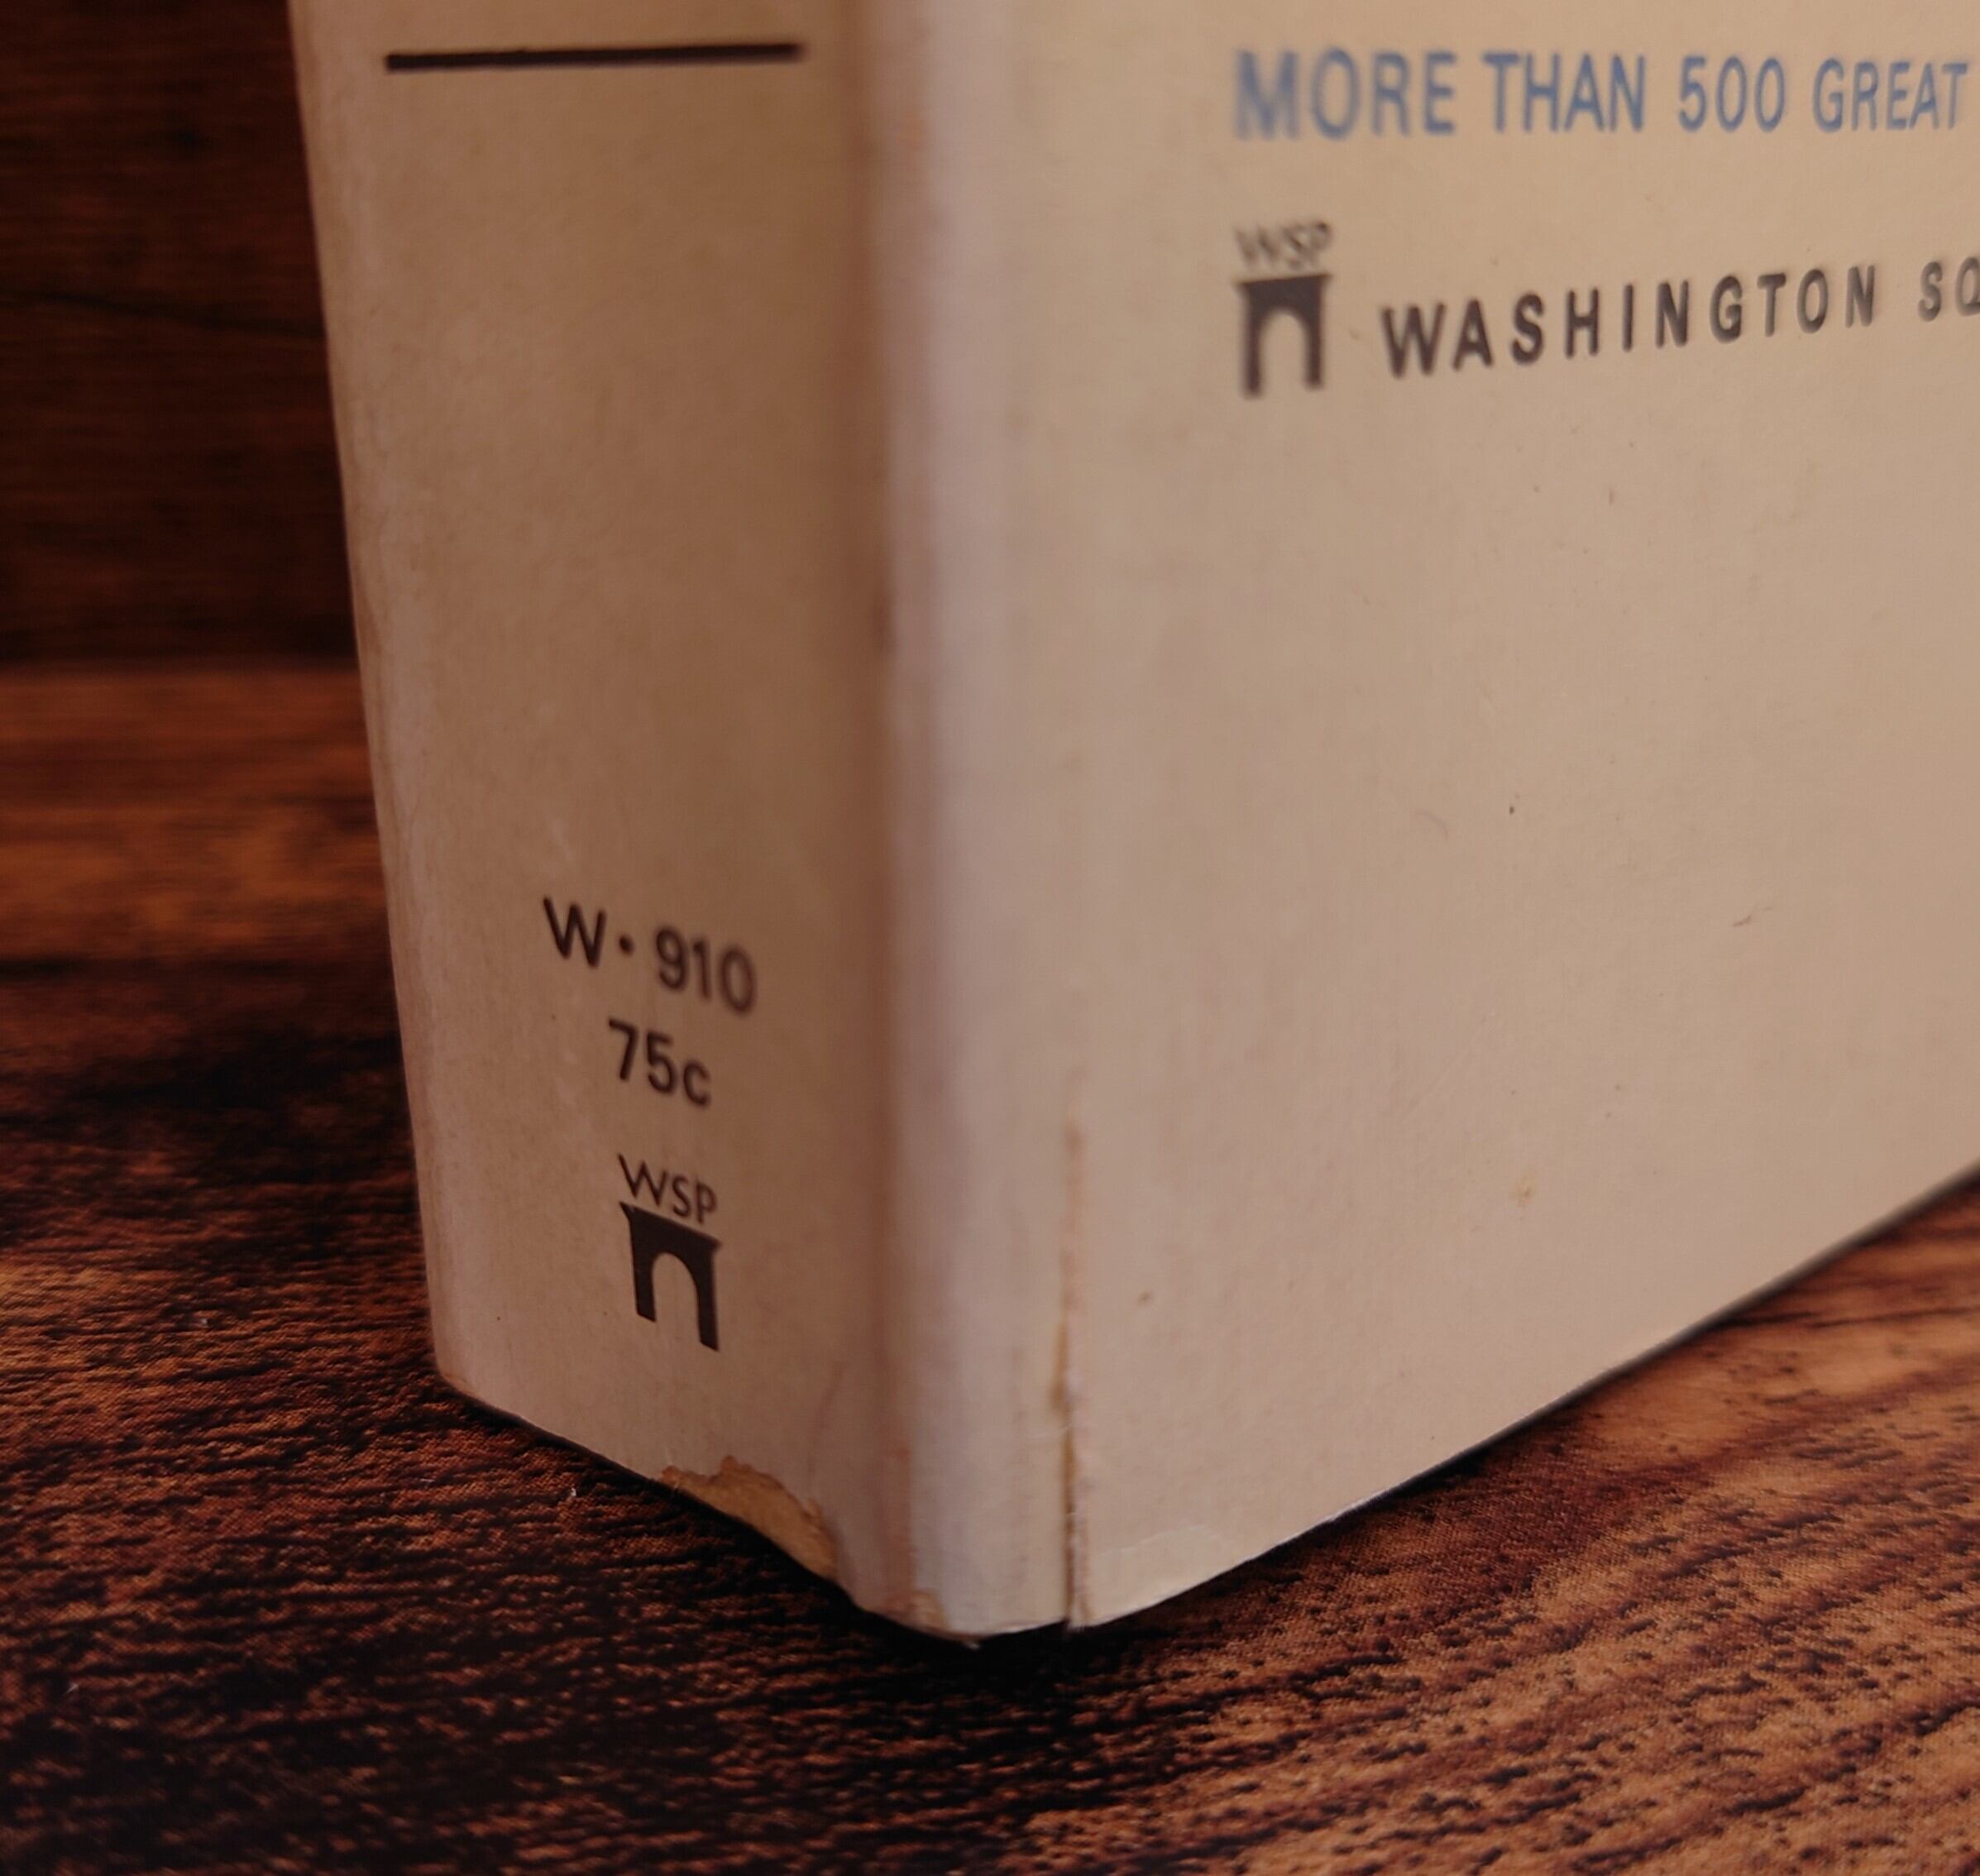 W · 910
75c
WSP
MORE THAN 500 GREAT
WSP
WASHINGTON SQ